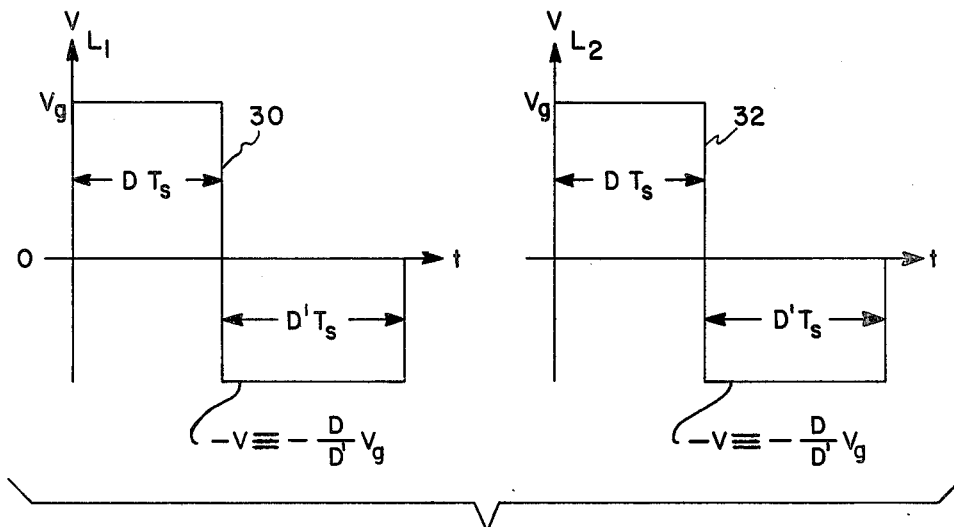 V L₁
Vg
30
D Tₛ
0
t
D' Tₛ
-V ≡ - D/D' Vg
V L₂
Vg
32
D Tₛ
t
D' Tₛ
-V ≡ - D/D' Vg